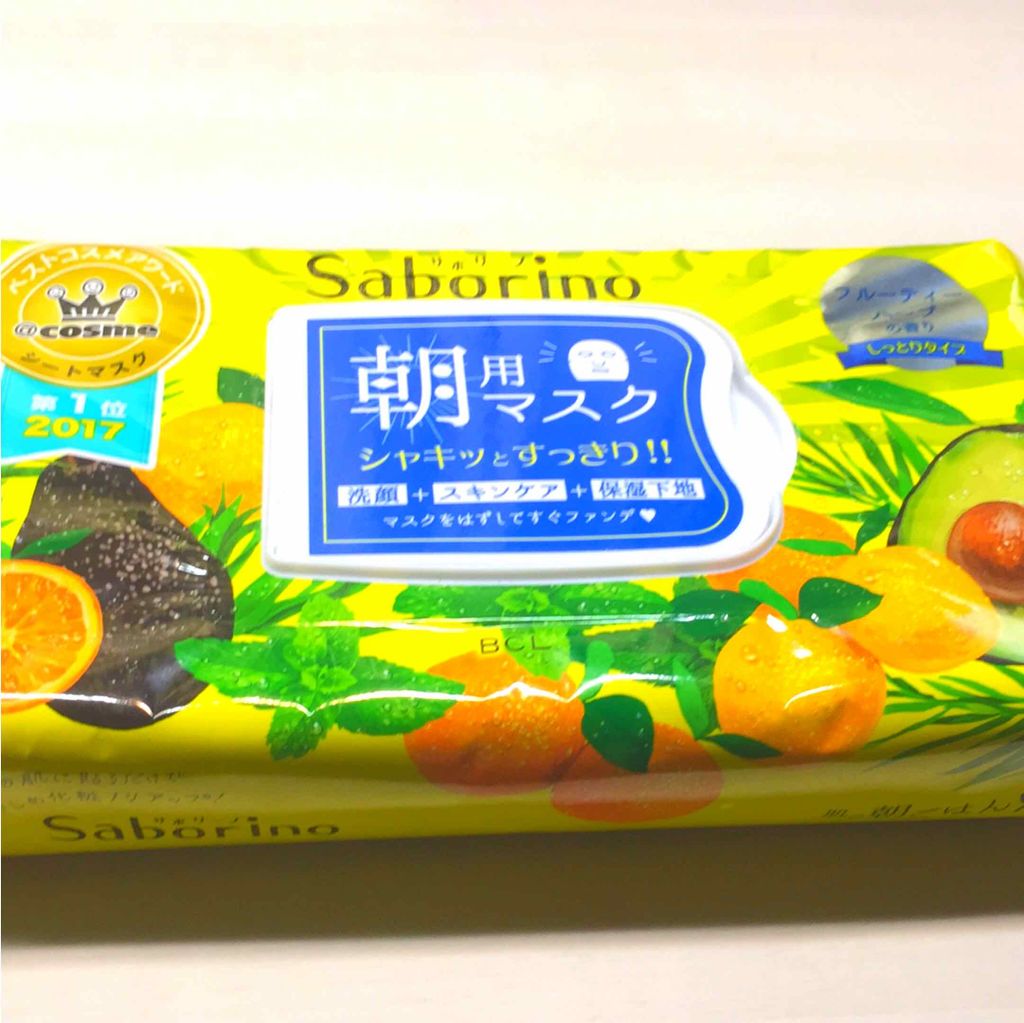 ベストコスメアワード
@cosme
シートマスク
第1位
2017
サボリーノ
Saborino
フルーティー
ハーブ
の香り
しっとりタイプ
朝用
マスク
シャキッとすっきり!!
洗顔+スキンケア+保湿下地
マスクをはずしてすぐファンデ♥
BCL
サボリーノ
Saborino